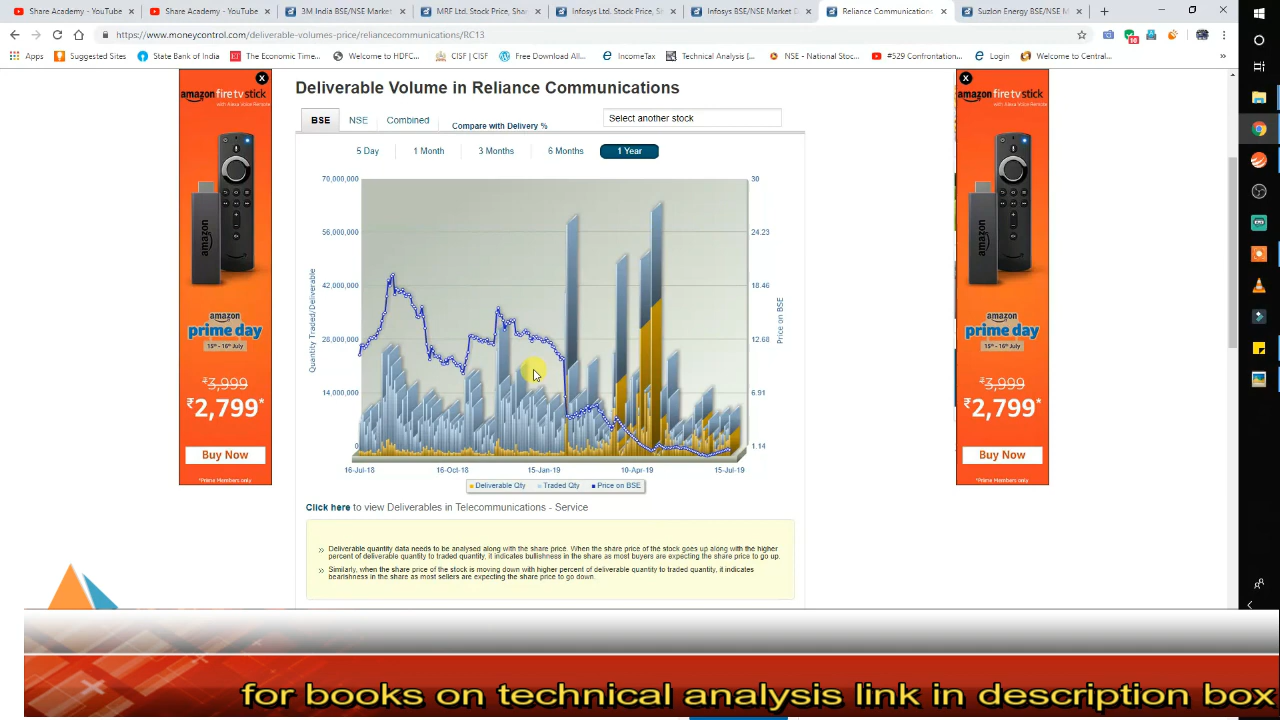 Share Academy - YouTube
Share Academy - YouTube
3M India BSE/NSE Market
MRF Ltd. Stock Price, Shar
Infosys Ltd. Stock Price, Sh
Infosys BSE/NSE Market D
Reliance Communications
Suzlon Energy BSE/NSE M
https://www.moneycontrol.com/deliverable-volumes-price/reliancecommunications/RC13
Apps
Suggested Sites
State Bank of India
The Economic Time...
Welcome to HDFC...
CISF | CISF
Free Download All...
IncomeTax
Technical Analysis [...
NSE - National Stoc...
#529 Confrontatio...
Login
Welcome to Central...
Deliverable Volume in Reliance Communications
BSE
NSE
Combined
Compare with Delivery %
Select another stock
5 Day
1 Month
3 Months
6 Months
1 Year
70,000,000
56,000,000
42,000,000
28,000,000
14,000,000
0
Quantity Traded/Deliverable
30
24.23
18.46
12.68
6.91
1.14
Price on BSE
16-Jul-18
16-Oct-18
15-Jan-19
10-Apr-19
15-Jul-19
Deliverable Qty
Traded Qty
Price on BSE
Click here to view Deliverables in Telecommunications - Service
» Deliverable quantity data needs to be analysed along with the share price. When the share price of the stock goes up along with the higher
percent of deliverable quantity to traded quantity, it indicates bullishness in the share as most buyers are expecting the share price to go up.
» Similarly, when the share price of the stock is moving down with higher percent of deliverable quantity to traded quantity, it indicates
bearishness in the share as most sellers are expecting the share price to go down.
X
amazon firetvstick
with Alexa Voice Remote
amazon
amazon
prime day
15th - 16th July
₹3,999
₹2,799*
Buy Now
*Prime Members only
X
amazon firetvstick
with Alexa Voice Remote
amazon
amazon
prime day
15th - 16th July
₹3,999
₹2,799*
Buy Now
*Prime Members only
for books on technical analysis link in description box